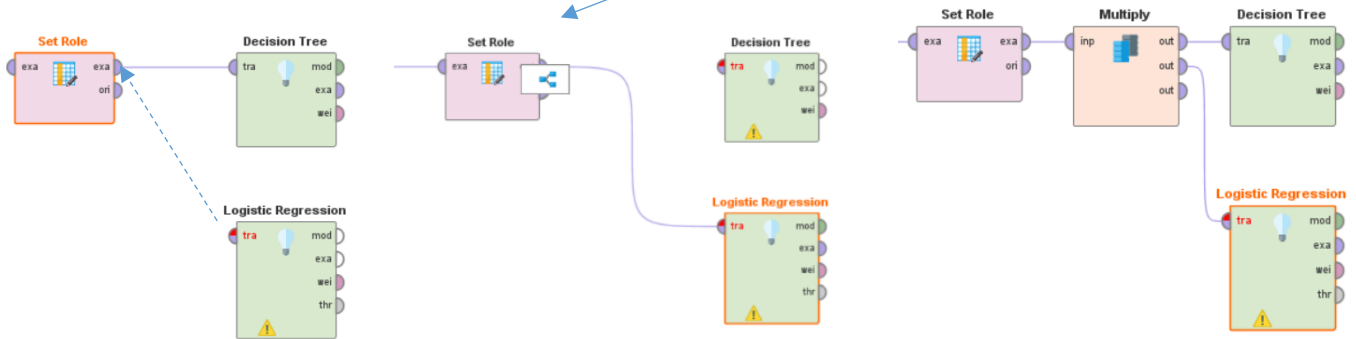 Set Role
exa
exa
ori
Decision Tree
tra
mod
exa
wei
Logistic Regression
tra
mod
exa
wei
thr
Set Role
exa
Decision Tree
tra
mod
exa
wei
Logistic Regression
tra
mod
exa
wei
thr
Set Role
exa
exa
ori
Multiply
inp
out
out
out
Decision Tree
tra
mod
exa
wei
Logistic Regression
tra
mod
exa
wei
thr